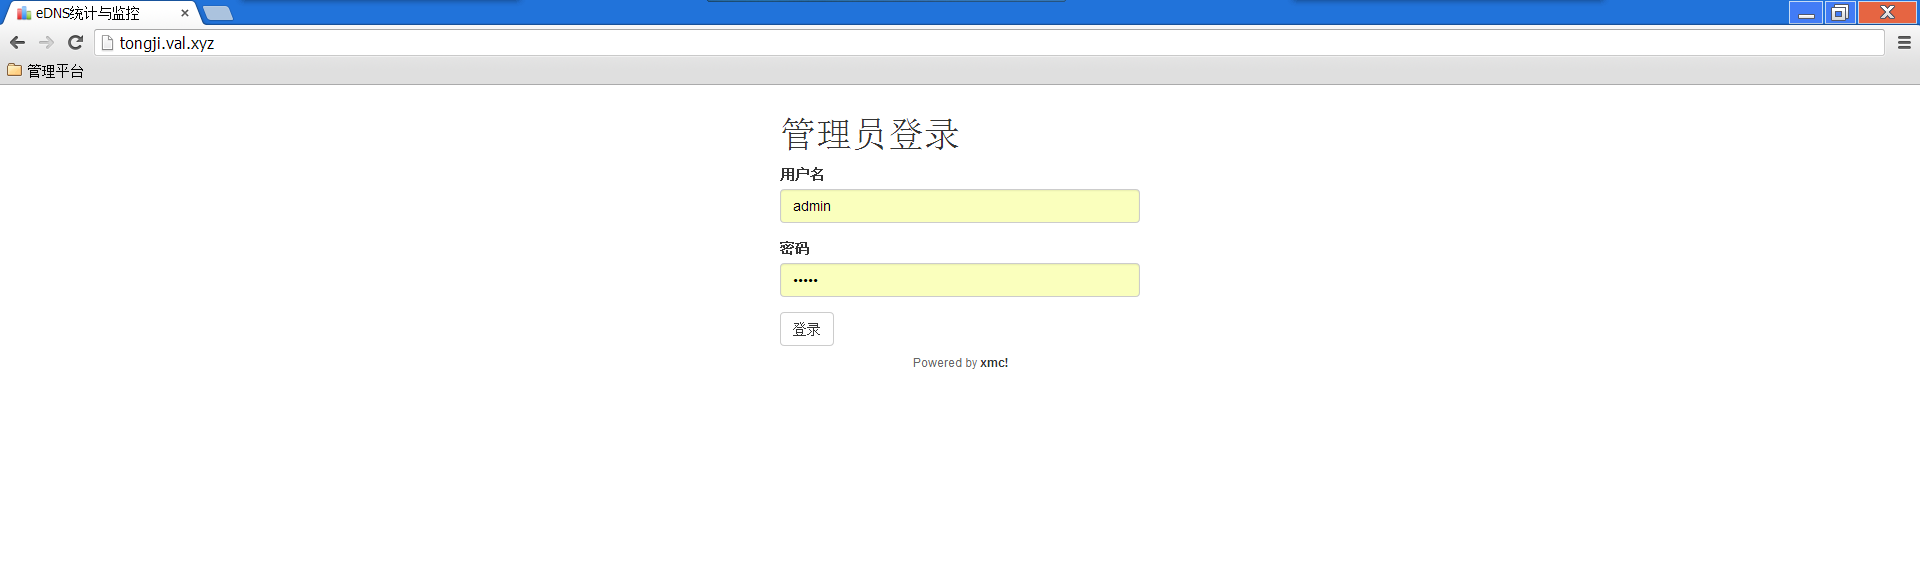 eDNS统计与监控
tongji.val.xyz
管理平台
管理员登录
用户名
admin
密码
•••••
登录
Powered by xmc!